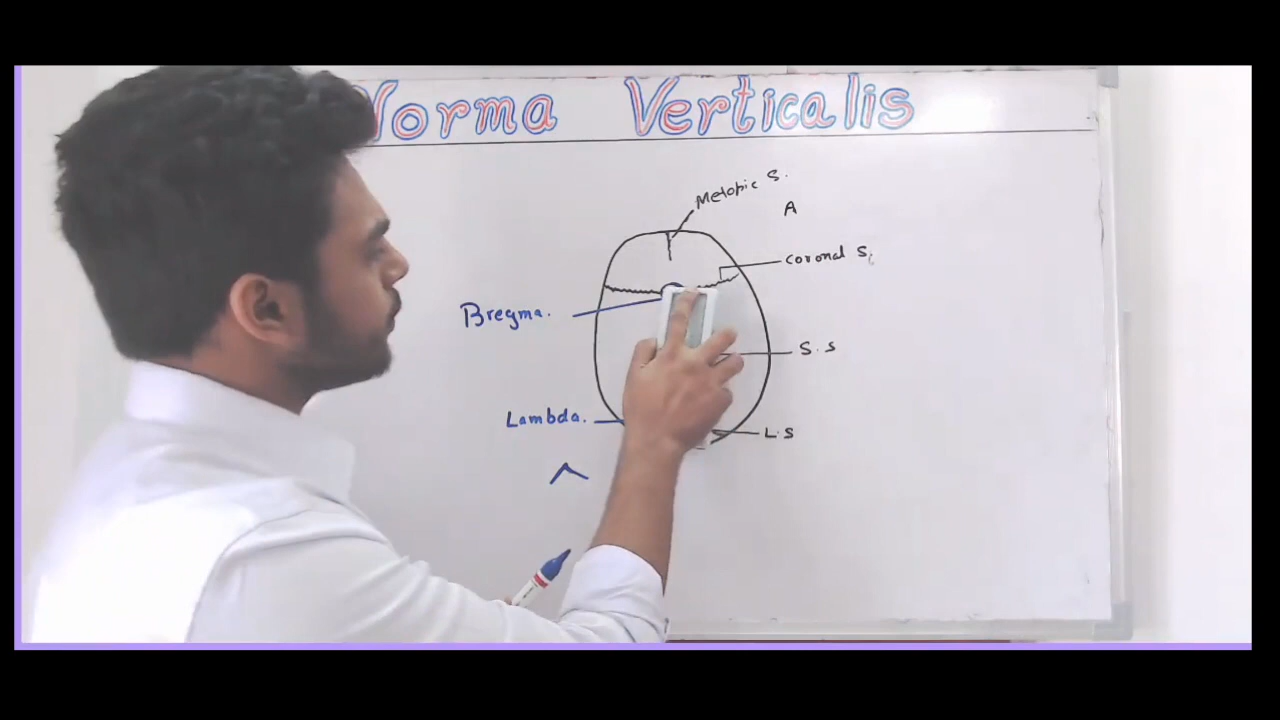 Norma Verticalis
Metopic S.
A
Coronal S.
Bregma.
S.S
Lambda.
L.S